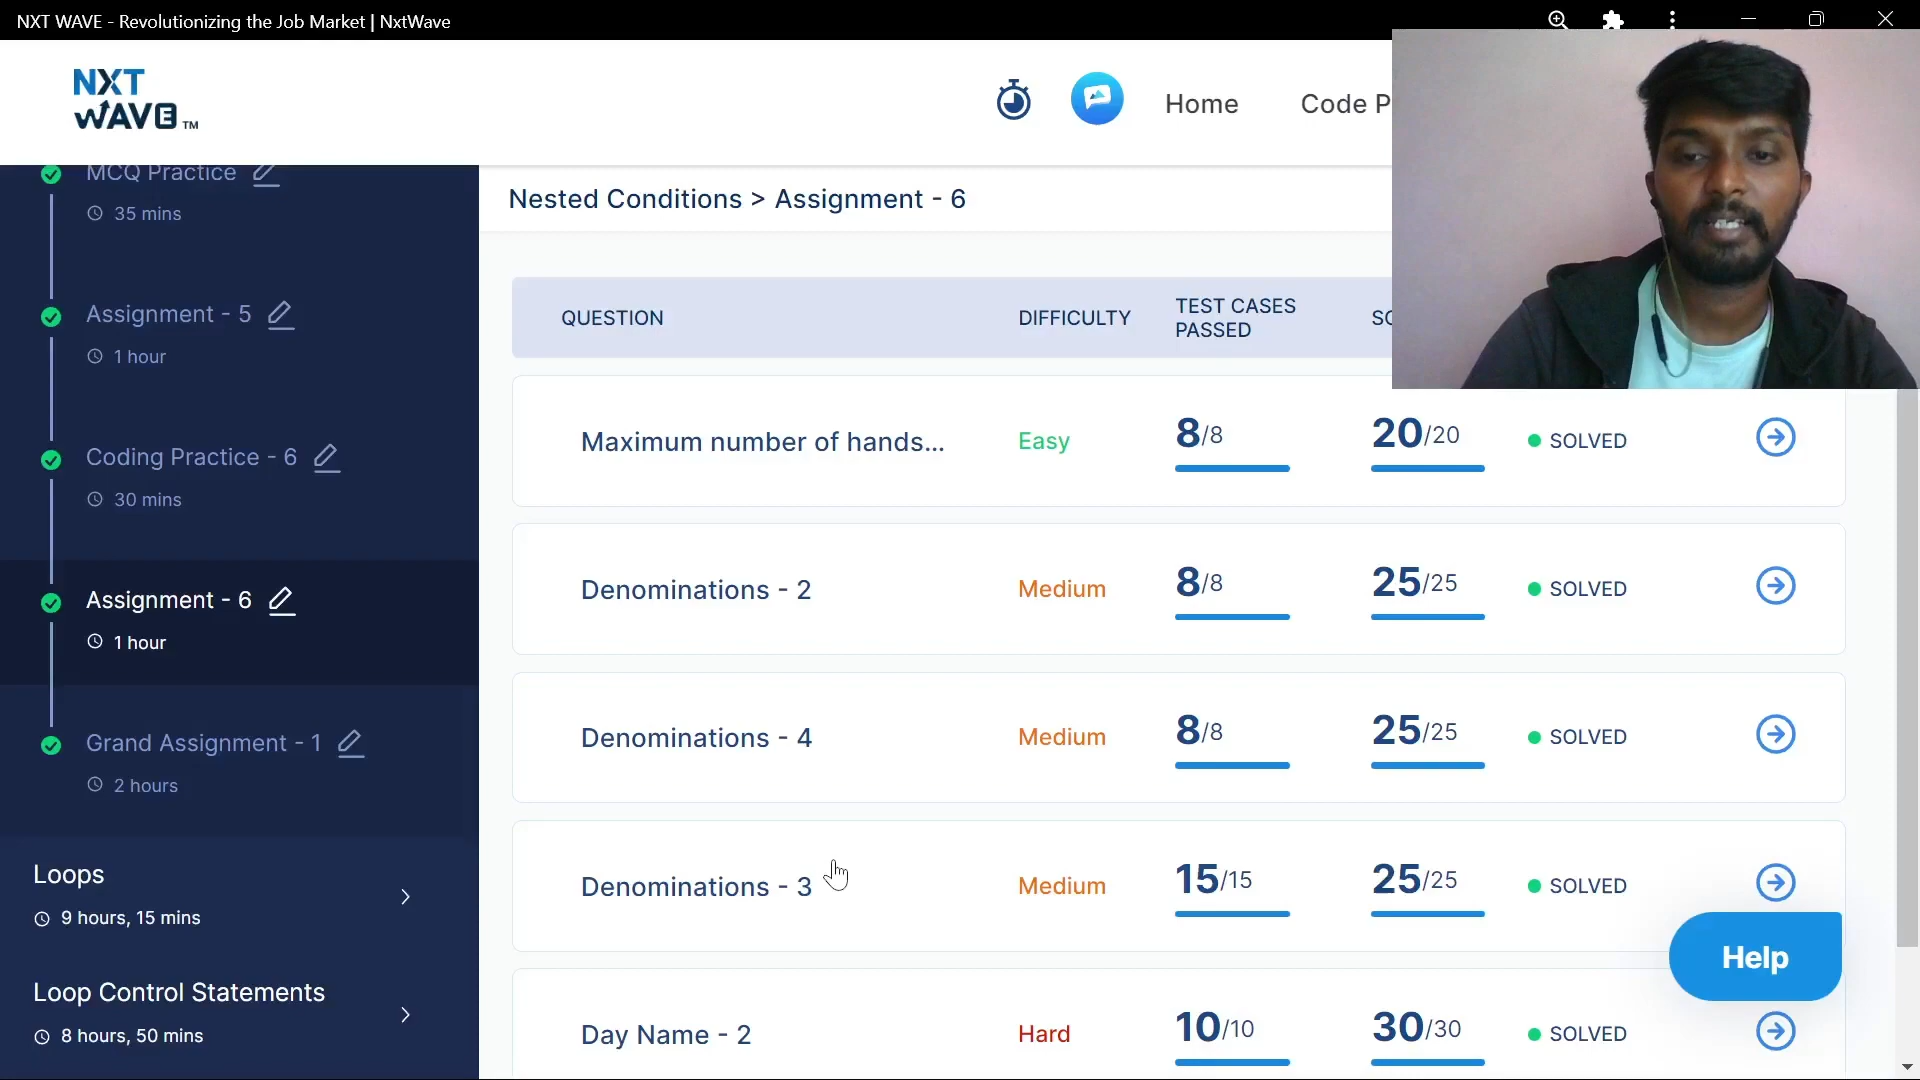 NXT WAVE - Revolutionizing the Job Market | NxtWave
NXT
WAVE TM
Home
Code P
MCQ Practice
35 mins
Assignment - 5
1 hour
Coding Practice - 6
30 mins
Assignment - 6
1 hour
Grand Assignment - 1
2 hours
Loops
9 hours, 15 mins
Loop Control Statements
8 hours, 50 mins
Nested Conditions > Assignment - 6
QUESTION DIFFICULTY TEST CASES PASSED SC
Maximum number of hands... Easy 8/8 20/20 SOLVED
Denominations - 2 Medium 8/8 25/25 SOLVED
Denominations - 4 Medium 8/8 25/25 SOLVED
Denominations - 3 Medium 15/15 25/25 SOLVED
Help
Day Name - 2 Hard 10/10 30/30 SOLVED